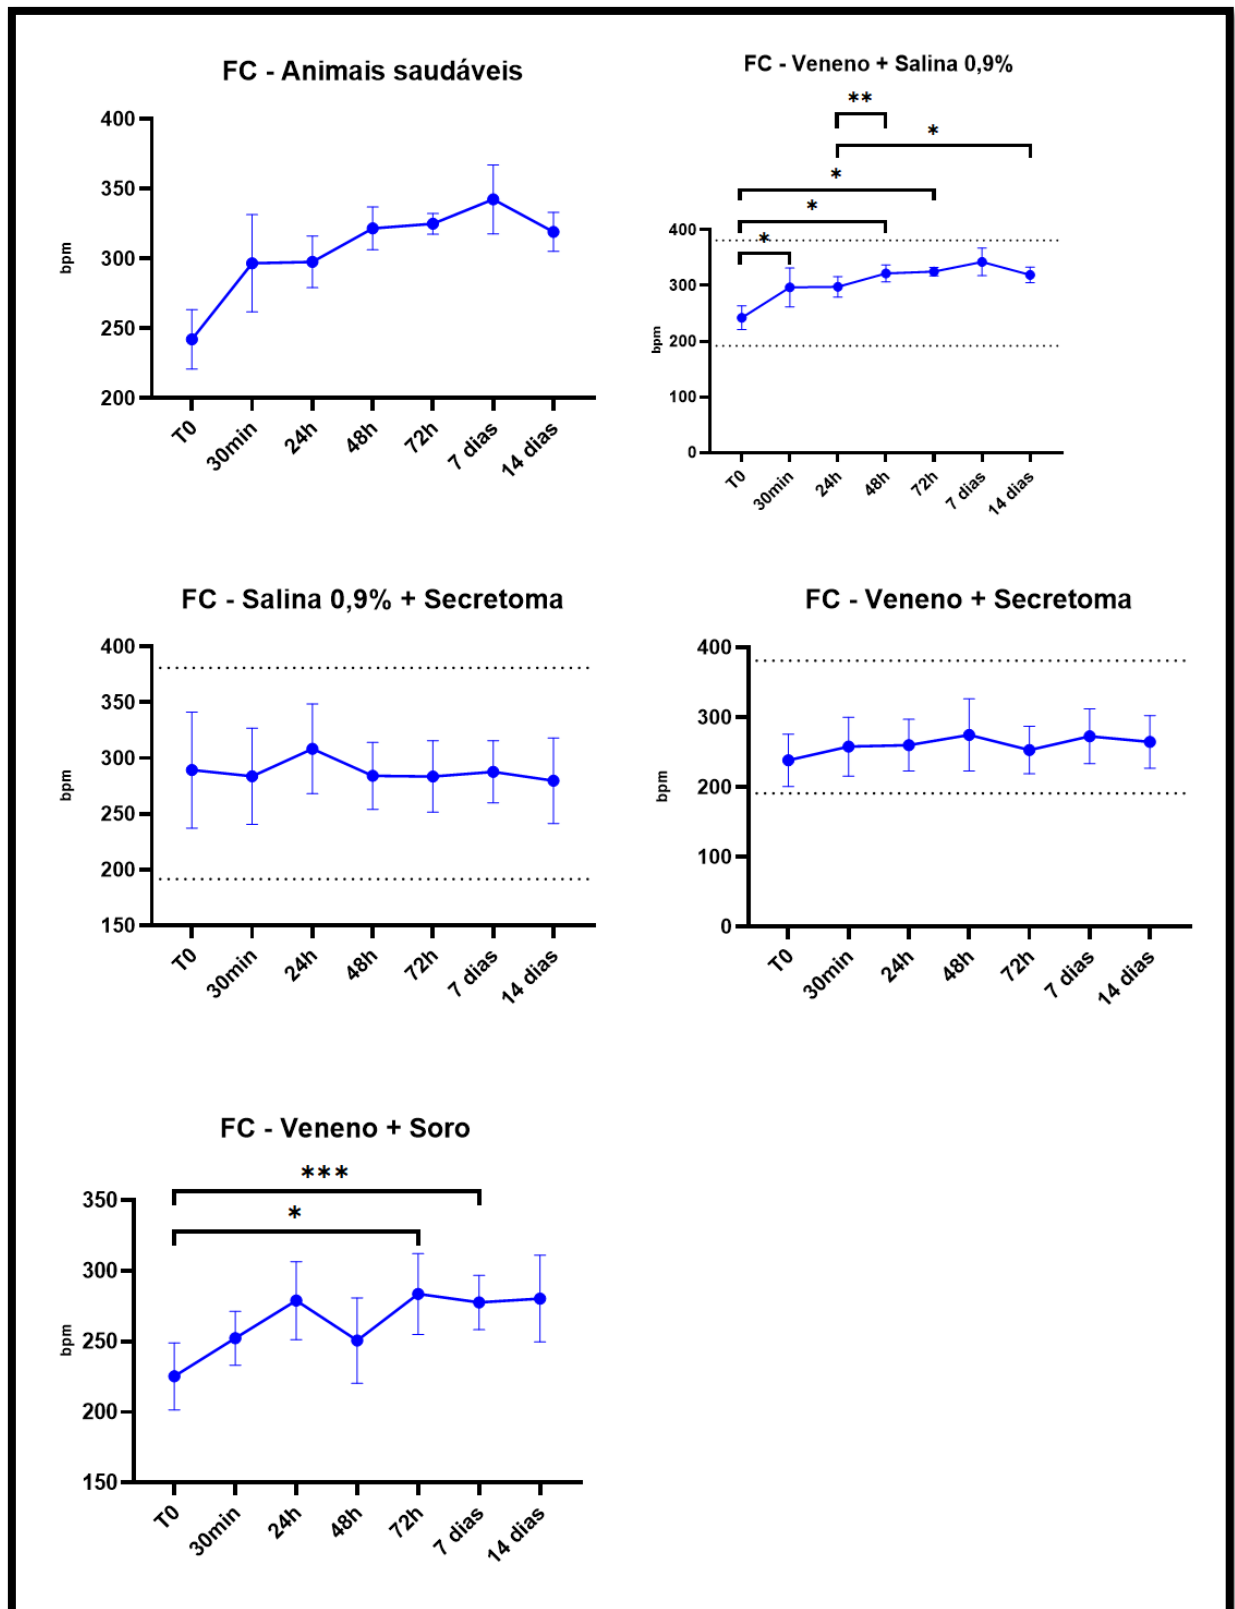 FC - Animais saudáveis
400
350
300
250
200
bpm
T0
30min
24h
48h
72h
7 dias
14 dias
FC - Veneno + Salina 0,9%
**
*
*
*
*
400
300
200
100
0
bpm
T0
30min
24h
48h
72h
7 dias
14 dias
FC - Salina 0,9% + Secretoma
400
350
300
250
200
150
bpm
T0
30min
24h
48h
72h
7 dias
14 dias
FC - Veneno + Secretoma
400
300
200
100
0
bpm
T0
30min
24h
48h
72h
7 dias
14 dias
FC - Veneno + Soro
***
*
350
300
250
200
150
bpm
T0
30min
24h
48h
72h
7 dias
14 dias